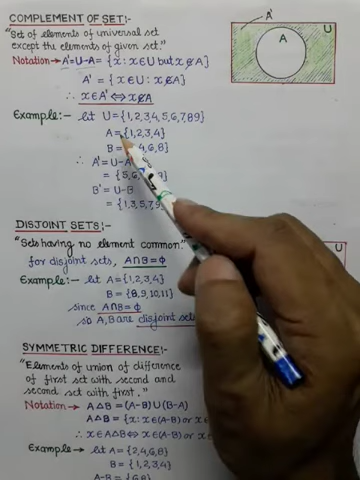 COMPLEMENT OF SET:-
"Set of elements of universal set
except the elements of given set."
Notation → A'=U-A={x:x∈U but x∉A}
A' = {x∈U: x∉A}
∴ x∈A' ⇔ x∉A
A'
A
U
Example:- let U={1,2,3,4,5,6,7,8,9}
A={1,2,3,4}
B = 4,6,8}
∴ A'= U-A
= {5,6,
B'= U-B
= {1,3,5,7,9
DISJOINT SETS:-
"Sets having no element common."
for disjoint sets, A∩B=Φ
Example:- let A={1,2,3,4}
B = {8,9,10,11}
since A∩B=Φ
so A,B are disjoint sets
SYMMETRIC DIFFERENCE:-
"Elements of union of difference
of first set with second and
second set with first."
Notation → A∆B = (A-B)∪(B-A)
A∆B = {x: x∈(A-B) or x∈
∴ x∈A∆B ⇔ x∈(A-B) or x∈
Example → let A={2,4,6,8}
B = {1,2,3,4}
A-B = {6,8}